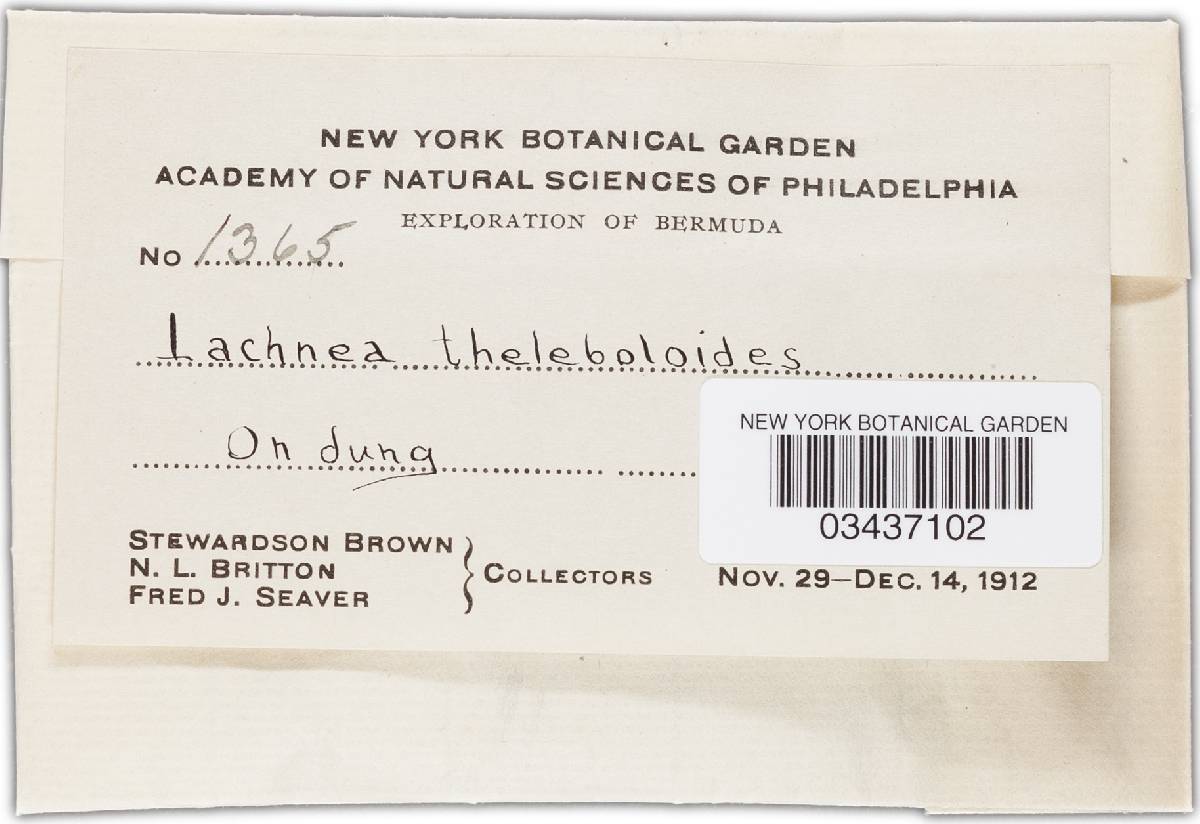 NEW YORK BOTANICAL GARDEN
ACADEMY OF NATURAL SCIENCES OF PHILADELPHIA
EXPLORATION OF BERMUDA
No 1365
Lachnea theleboloides
On dung
NEW YORK BOTANICAL GARDEN
03437102
STEWARDSON BROWN
N. L. BRITTON
FRED J. SEAVER
COLLECTORS
NOV. 29—DEC. 14, 1912